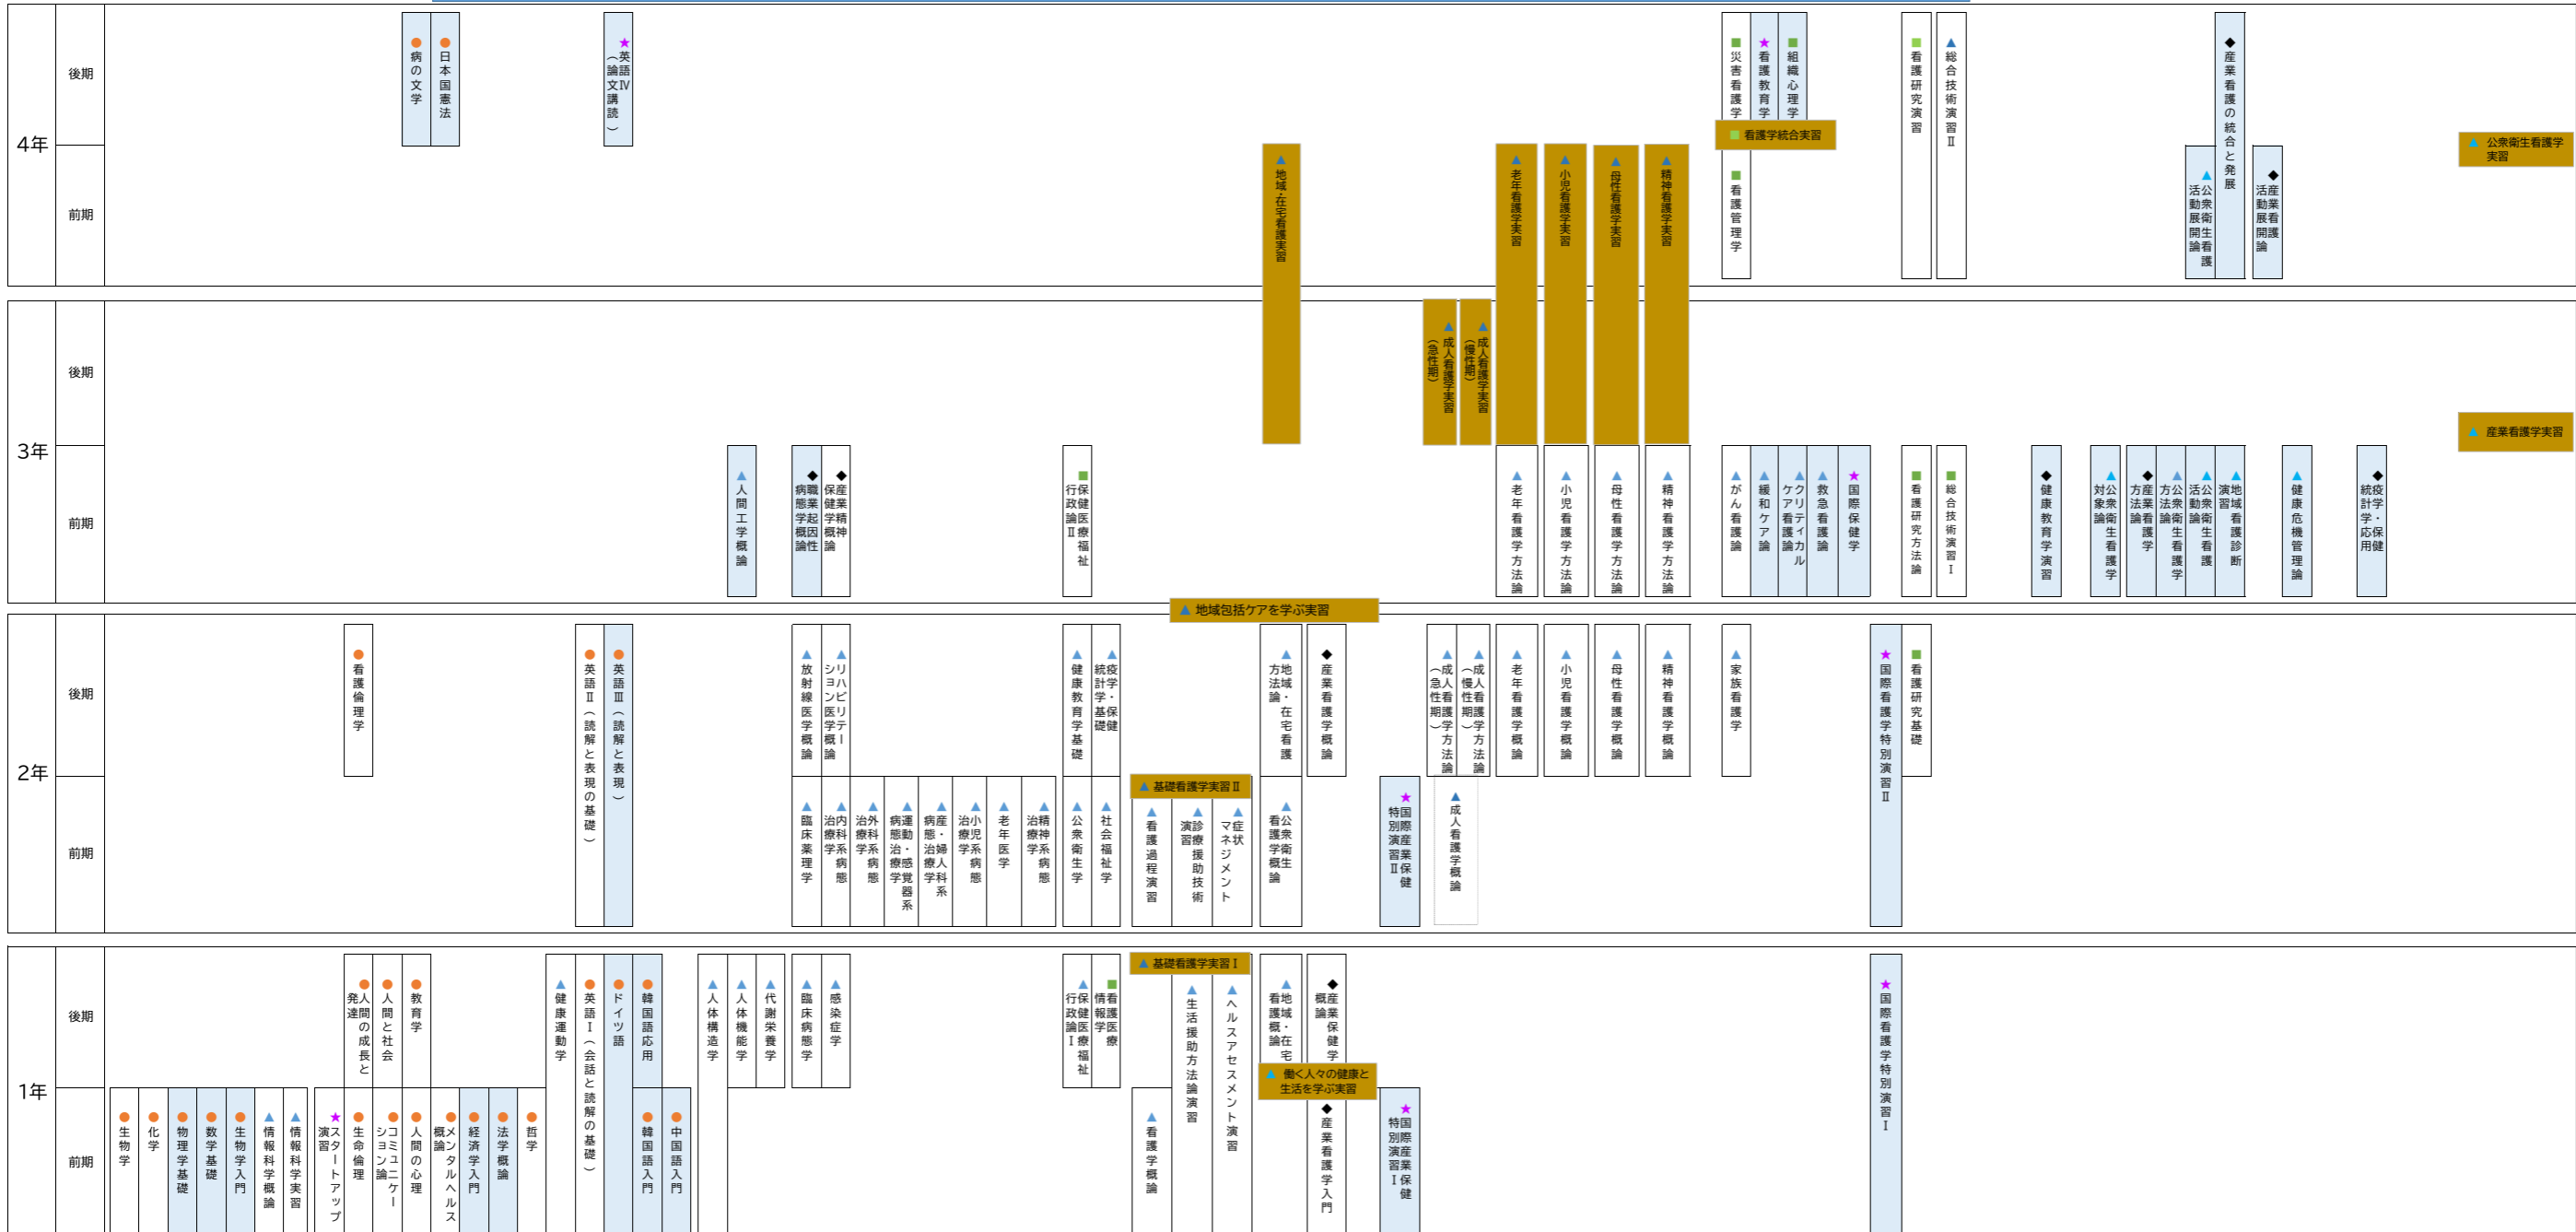 4年
後期
● 病の文学
● 日本国憲法
★ 英語Ⅳ
（論文講読）
■ 災害看護学
★ 看護教育学
■ 組織心理学
■ 看護研究演習
▲ 総合技術演習Ⅱ
◆ 産業看護の統合と発展
■ 看護学統合実習
▲ 公衆衛生看護学
実習
前期
▲ 地域・在宅看護実習
▲ 老年看護学実習
▲ 小児看護学実習
▲ 母性看護学実習
▲ 精神看護学実習
■ 看護管理学
▲ 公衆衛生看護
活動展開論
◆ 産業看護
活動展開論
3年
後期
▲ 成人看護学実習
（急性期）
▲ 成人看護学実習
（慢性期）
▲ 産業看護学実習
前期
▲ 人間工学概論
◆ 職業起因性
病態学概論
◆ 産業精神
保健学概論
■ 保健医療福祉
行政論Ⅱ
▲ 老年看護学方法論
▲ 小児看護学方法論
▲ 母性看護学方法論
▲ 精神看護学方法論
▲ がん看護論
▲ 緩和ケア論
▲ クリティカル
ケア看護論
▲ 救急看護論
★ 国際保健学
■ 看護研究方法論
■ 総合技術演習Ⅰ
◆ 健康教育学演習
▲ 公衆衛生看護学
対象論
◆ 産業看護学
方法論
▲ 公衆衛生看護学
方法論
▲ 公衆衛生看護
活動論
▲ 地域看護診断
演習
▲ 健康危機管理論
◆ 疫学・保健
統計学応用
▲ 地域包括ケアを学ぶ実習
2年
後期
● 看護倫理学
● 英語Ⅱ（読解と表現の基礎）
● 英語Ⅲ（読解と表現）
▲ 放射線医学概論
▲ リハビリテー
ション医学概論
▲ 健康教育学基礎
▲ 疫学・保健
統計学基礎
▲ 地域・在宅看護
方法論
◆ 産業看護学概論
▲ 成人看護学方法論
（急性期）
▲ 成人看護学方法論
（慢性期）
▲ 老年看護学概論
▲ 小児看護学概論
▲ 母性看護学概論
▲ 精神看護学概論
▲ 家族看護学
★ 国際看護学特別演習Ⅱ
■ 看護研究基礎
前期
▲ 臨床薬理学
▲ 内科系病態
治療学
▲ 外科系病態
治療学
▲ 運動・感覚器系
病態治療学
▲ 産・婦人科系
病態治療学
▲ 小児系病態
治療学
▲ 老年医学
▲ 精神系病態
治療学
▲ 公衆衛生学
▲ 社会福祉学
▲ 基礎看護学実習Ⅱ
▲ 看護過程演習
▲ 診療援助技術
演習
▲ 症状
マネジメント
▲ 公衆衛生
看護学概論
★ 国際産業保健
特別演習Ⅱ
▲ 成人看護学概論
1年
後期
● 人間の成長と
発達
● 人間と社会
● 教育学
▲ 健康運動学
● 英語Ⅰ（会話と読解の基礎）
● ドイツ語
● 韓国語応用
▲ 人体構造学
▲ 人体機能学
▲ 代謝栄養学
▲ 臨床病態学
▲ 感染症学
▲ 保健医療福祉
行政論Ⅰ
■ 看護医療
情報学
▲ 基礎看護学実習Ⅰ
▲ 生活援助方法論演習
▲ ヘルスアセスメント演習
▲ 地域・在宅
看護概論
◆ 産業保健学
概論
★ 国際看護学特別演習Ⅰ
▲ 働く人々の健康と
生活を学ぶ実習
前期
● 生物学
● 化学
● 物理学基礎
● 数学基礎
● 生物学入門
▲ 情報科学概論
▲ 情報科学実習
★ スタートアップ
演習
● 生命倫理
● コミュニケー
ション論
● 人間の心理
● メンタルヘルス
概論
● 経済学入門
● 法学概論
● 哲学
● 韓国語入門
● 中国語入門
▲ 看護学概論
◆ 産業看護学入門
★ 国際産業保健
特別演習Ⅰ